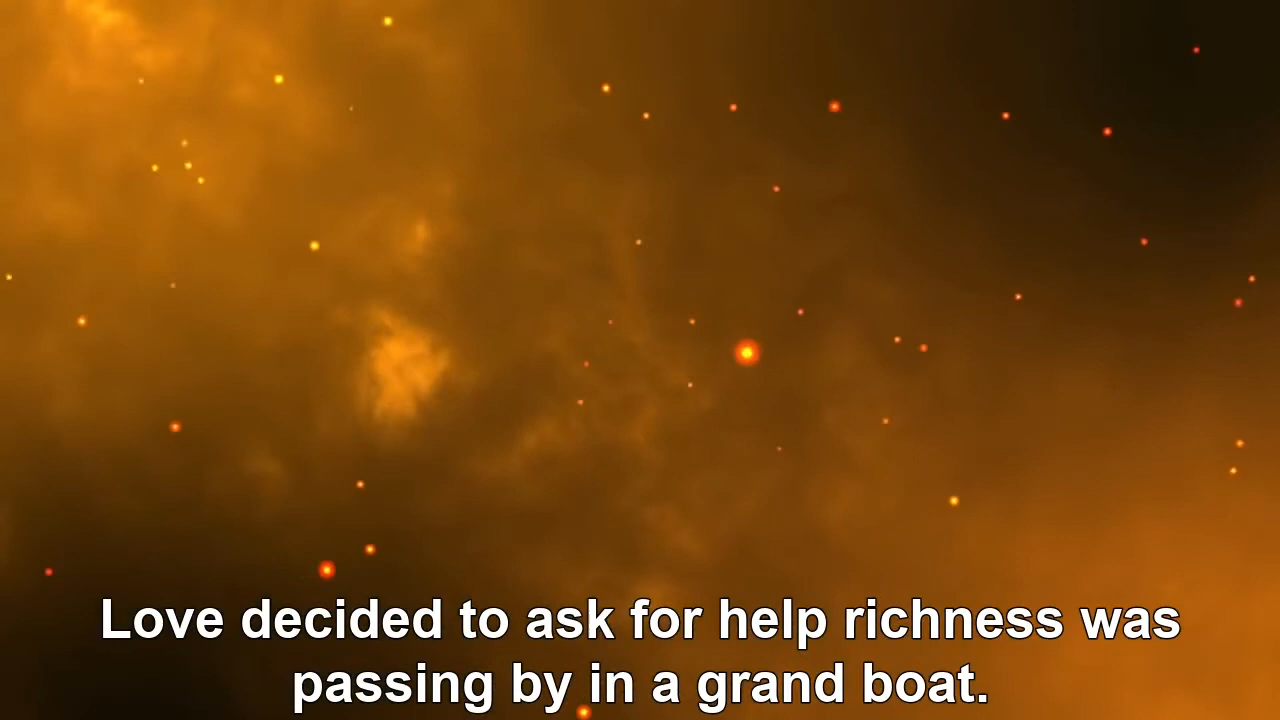 Love decided to ask for help richness was
passing by in a grand boat.